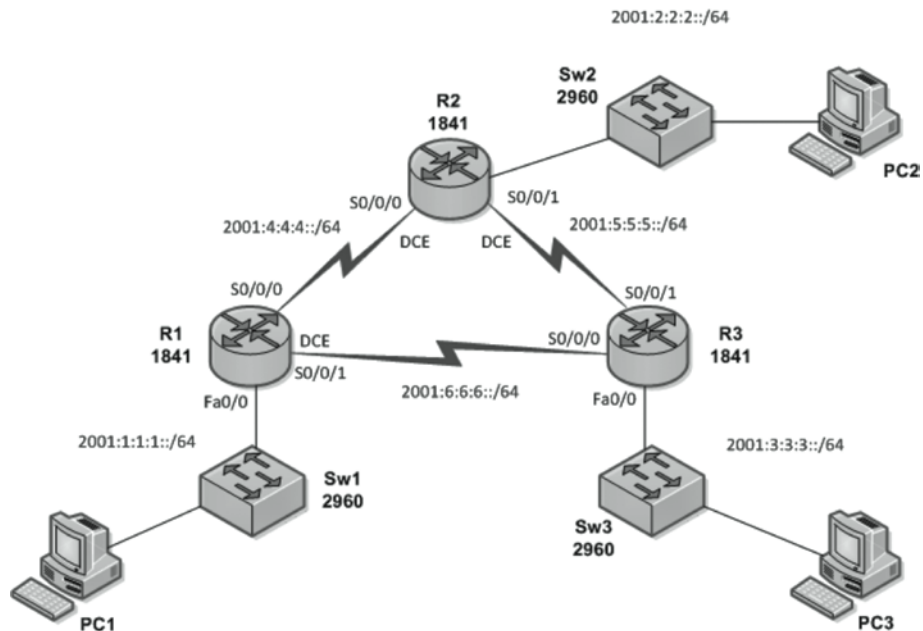 2001:2:2:2::/64
Sw2
2960
R2
1841
PC2
S0/0/0
S0/0/1
2001:4:4:4::/64
DCE
DCE
2001:5:5:5::/64
S0/0/0
S0/0/1
R1
1841
DCE
S0/0/1
S0/0/0
R3
1841
2001:6:6:6::/64
Fa0/0
Fa0/0
2001:1:1:1::/64
2001:3:3:3::/64
Sw1
2960
Sw3
2960
PC1
PC3